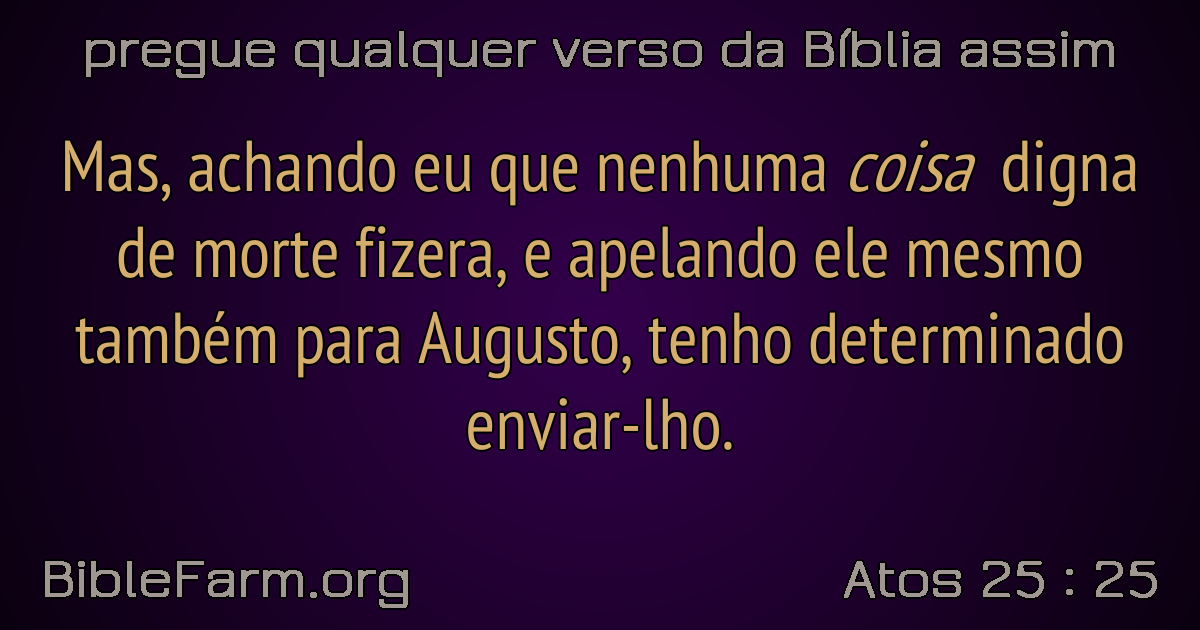 pregue qualquer verso da Bíblia assim
Mas, achando eu que nenhuma coisa digna
de morte fizera, e apelando ele mesmo
também para Augusto, tenho determinado
enviar-lho.
BibleFarm.org
Atos 25 : 25